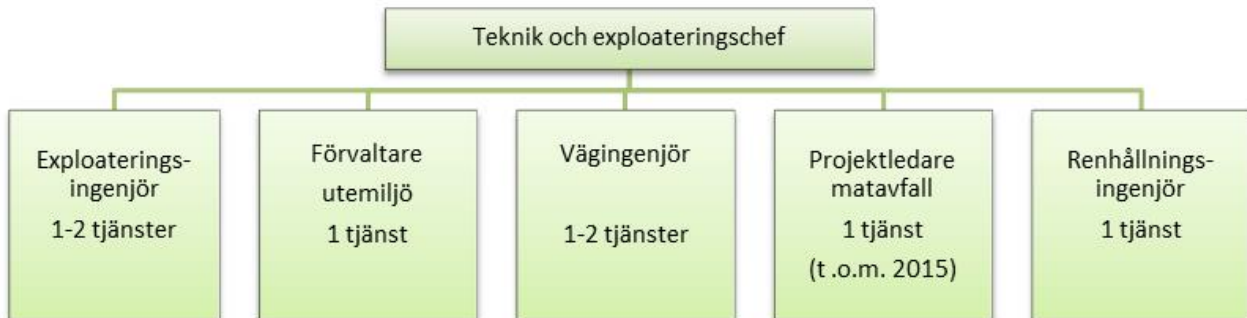 Teknik och exploateringschef
Exploaterings-
ingenjör
1-2 tjänster
Förvaltare
utemiljö
1 tjänst
Vägingenjör
1-2 tjänster
Projektledare
matavfall
1 tjänst
(t .o.m. 2015)
Renhållnings-
ingenjör
1 tjänst